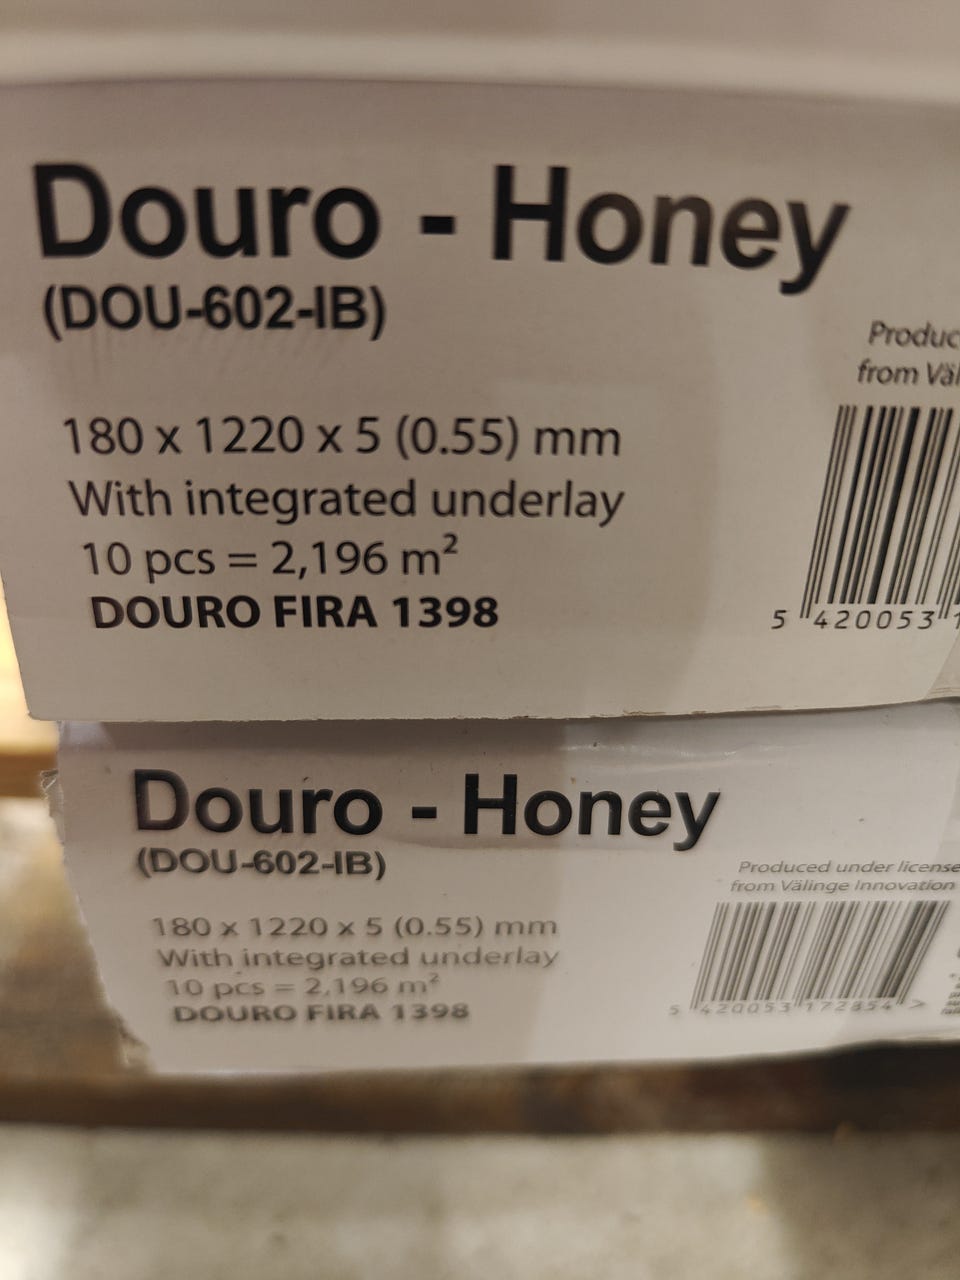 Douro - Honey
(DOU-602-IB)
Produc
from Väl
180 x 1220 x 5 (0.55) mm
With integrated underlay
10 pcs = 2,196 m²
DOURO FIRA 1398
5 420053 1
Douro - Honey
(DOU-602-IB)
Produced under license
from Välinge Innovation
180 x 1220 x 5 (0.55) mm
With integrated underlay
10 pcs = 2,196 m²
DOURO FIRA 1398
5 420053 172854 >